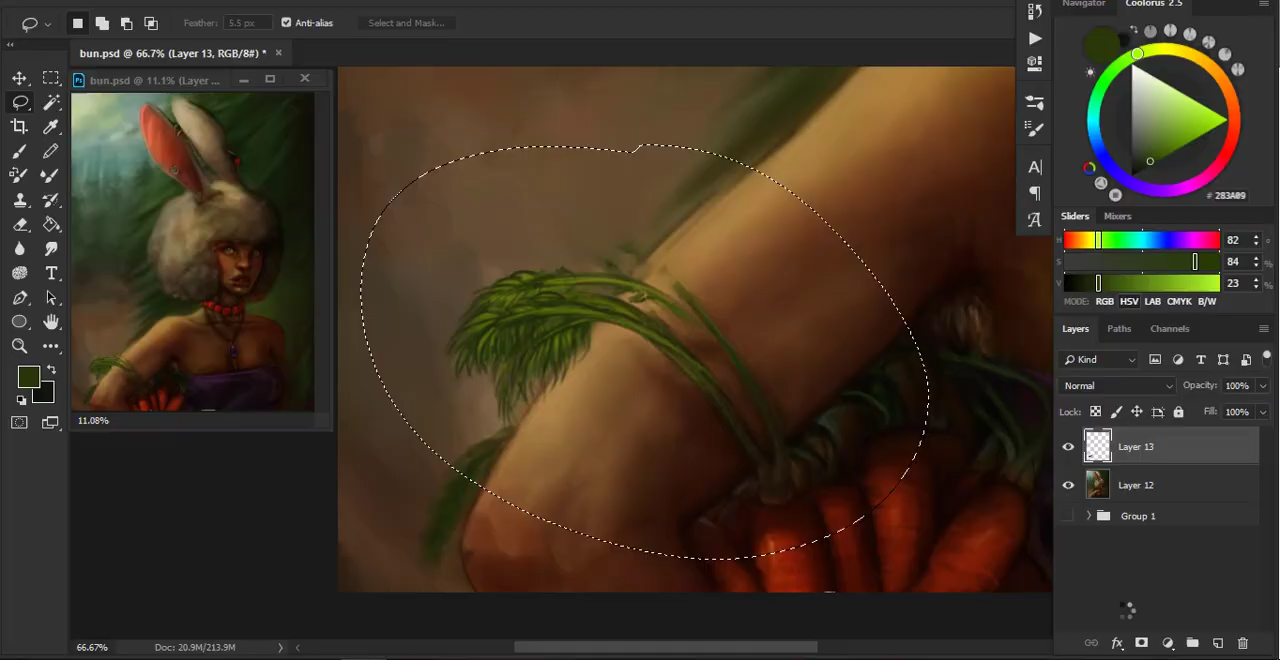 Feather: 5.5 px Anti-alias Select and Mask...
Navigator Coolorus 2.5
bun.psd @ 66.7% (Layer 13, RGB/8#) * ×
bun.psd @ 11.1% (Layer ...
# 283A09
Sliders Mixers
H 82 °
S 84 %
V 23 %
MODE: RGB HSV LAB CMYK B/W
Layers Paths Channels
Kind
Normal Opacity: 100%
Lock: Fill: 100%
Layer 13
Layer 12
Group 1
11.08%
66.67% Doc: 20.9M/213.9M